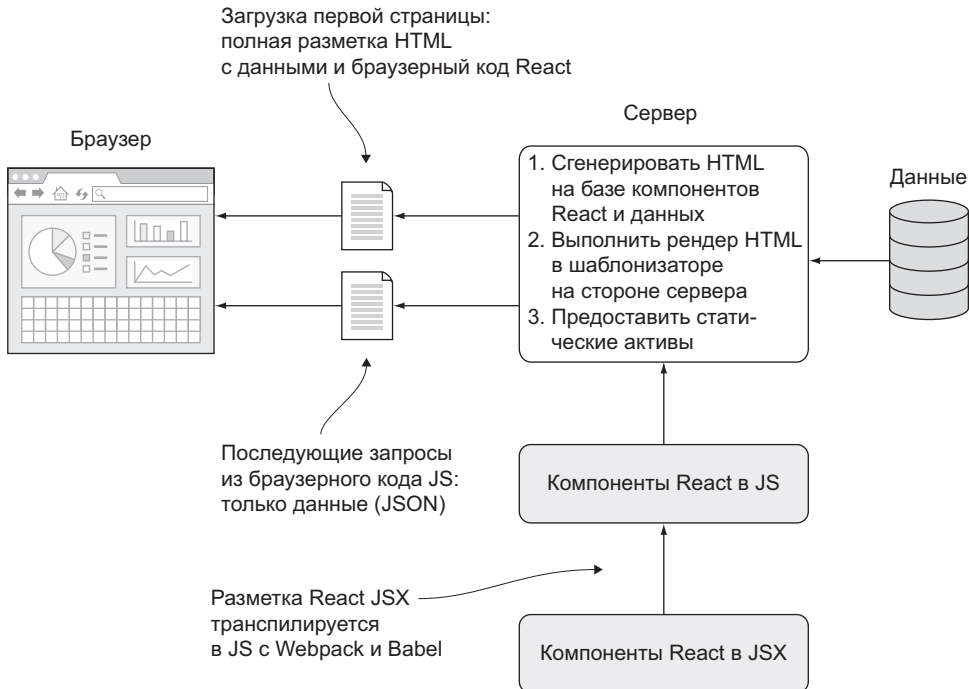 Загрузка первой страницы:
полная разметка HTML
с данными и браузерный код React
Браузер
Сервер
Данные
1. Сгенерировать HTML
на базе компонентов
React и данных
2. Выполнить рендер HTML
в шаблонизаторе
на стороне сервера
3. Предоставить стати-
ческие активы
Последующие запросы
из браузерного кода JS:
только данные (JSON)
Компоненты React в JS
Разметка React JSX
транспилируется
в JS с Webpack и Babel
Компоненты React в JSX